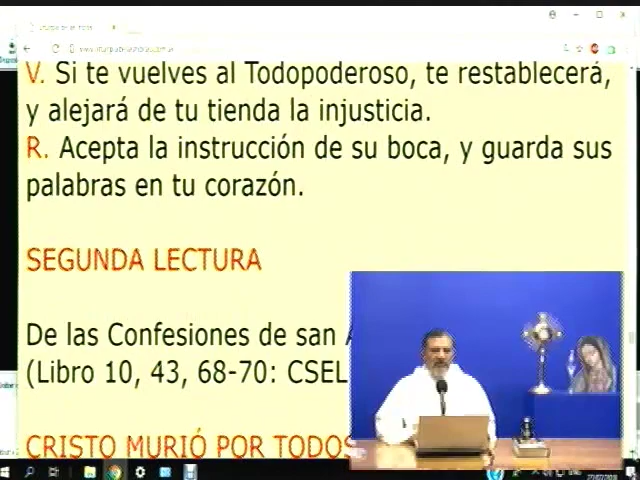 V. Si te vuelves al Todopoderoso, te restablecerá,
y alejará de tu tienda la injusticia.
R. Acepta la instrucción de su boca, y guarda sus
palabras en tu corazón.
SEGUNDA LECTURA
De las Confesiones de san
(Libro 10, 43, 68-70: CSEL
CRISTO MURIÓ POR TODOS